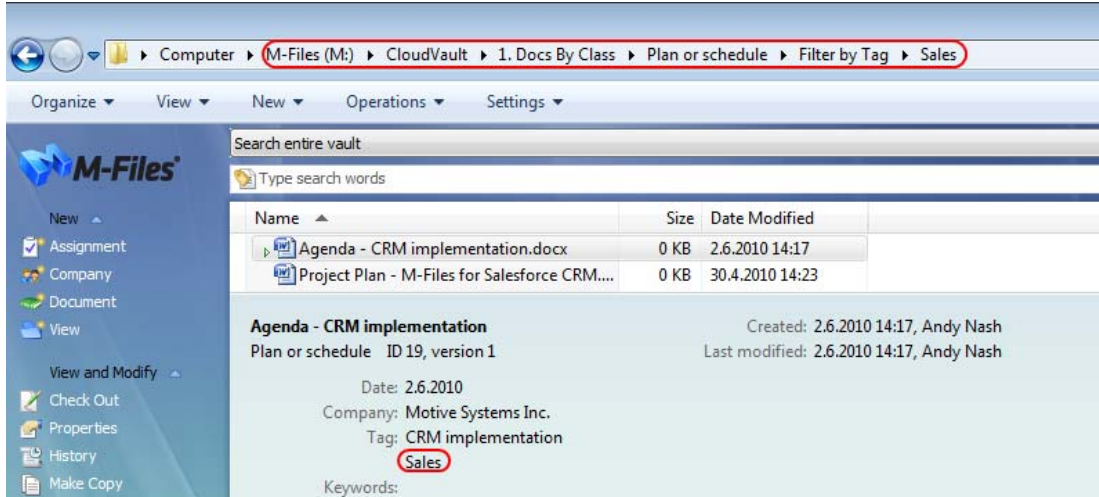 Computer M-Files (M:) CloudVault 1. Docs By Class Plan or schedule Filter by Tag Sales
Organize View New Operations Settings
M-Files
Search entire vault
Type search words
New
Assignment
Company
Document
View
View and Modify
Check Out
Properties
History
Make Copy
Name Size Date Modified
Agenda - CRM implementation.docx 0 KB 2.6.2010 14:17
Project Plan - M-Files for Salesforce CRM.... 0 KB 30.4.2010 14:23
Agenda - CRM implementation Created: 2.6.2010 14:17, Andy Nash
Plan or schedule ID 19, version 1 Last modified: 2.6.2010 14:17, Andy Nash
Date: 2.6.2010
Company: Motive Systems Inc.
Tag: CRM implementation
Sales
Keywords: